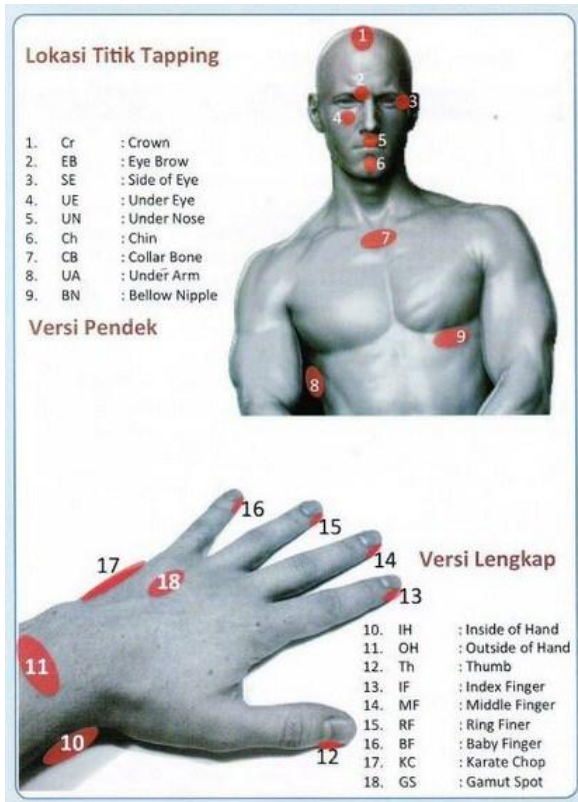 Lokasi Titik Tapping
1. Cr : Crown
2. EB : Eye Brow
3. SE : Side of Eye
4. UE : Under Eye
5. UN : Under Nose
6. Ch : Chin
7. CB : Collar Bone
8. UA : Under Arm
9. BN : Bellow Nipple
Versi Pendek
1
2
3
4
5
6
7
8
9
Versi Lengkap
10. IH : Inside of Hand
11. OH : Outside of Hand
12. Th : Thumb
13. IF : Index Finger
14. MF : Middle Finger
15. RF : Ring Finer
16. BF : Baby Finger
17. KC : Karate Chop
18. GS : Gamut Spot
16
15
17
18
14
13
11
10
12